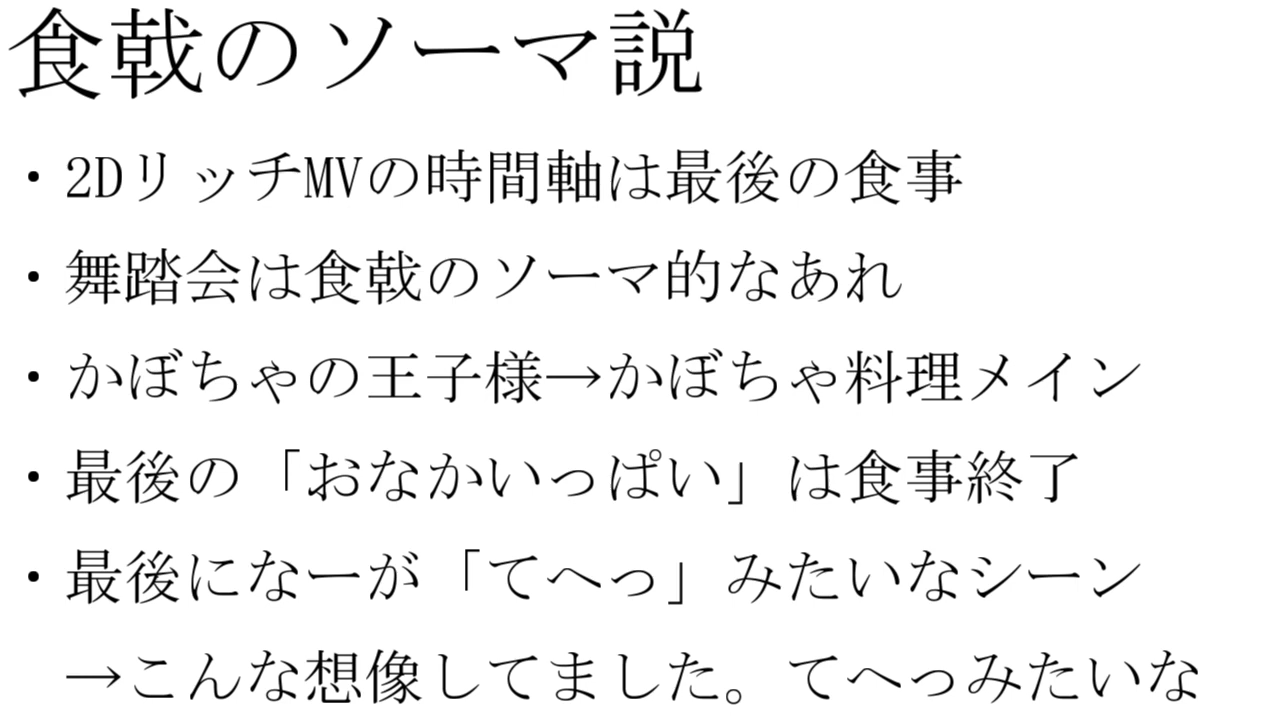 食戟のソーマ説
・2DリッチMVの時間軸は最後の食事
・舞踏会は食戟のソーマ的なあれ
・かぼちゃの王子様→かぼちゃ料理メイン
・最後の「おなかいっぱい」は食事終了
・最後になーが「てへっ」みたいなシーン
→こんな想像してました。てへっみたいな